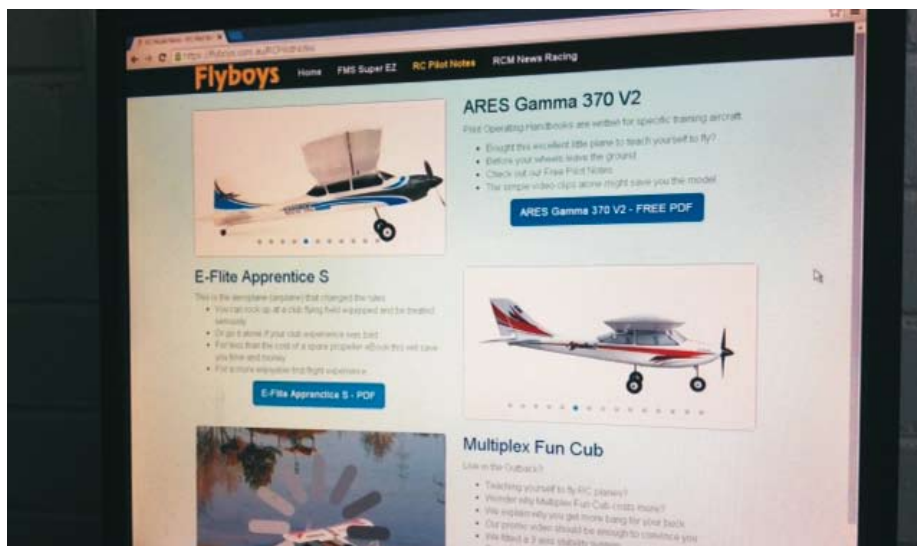 Flyboys Home FMS Super EZ RC Pilot Notes RCM News Racing
ARES Gamma 370 V2
Pilot Operating Handbooks are written for specific training aircraft.
Bought this excellent little plane to teach yourself to fly?
Before your wheels leave the ground
Check out our Free Pilot Notes
The simple video clips alone might save you the model
ARES Gamma 370 V2 - FREE PDF
E-Flite Apprentice S
This is the aeroplane (airplane) that changed the rules
You can rock up at a club flying field equipped and be treated
seriously
Or go it alone if your club experience was bad
For less than the cost of a spare propeller eBook this will save
you time and money
For a more enjoyable first flight experience
E-Flite Apprenctice S - PDF
Multiplex Fun Cub
Live in the Outback?
Teaching yourself to fly RC planes?
Wonder why Multiplex Fun Cub costs more?
We explain why you get more bang for your buck
Our promo video should be enough to convince you
We fitted a 3 axis stability system